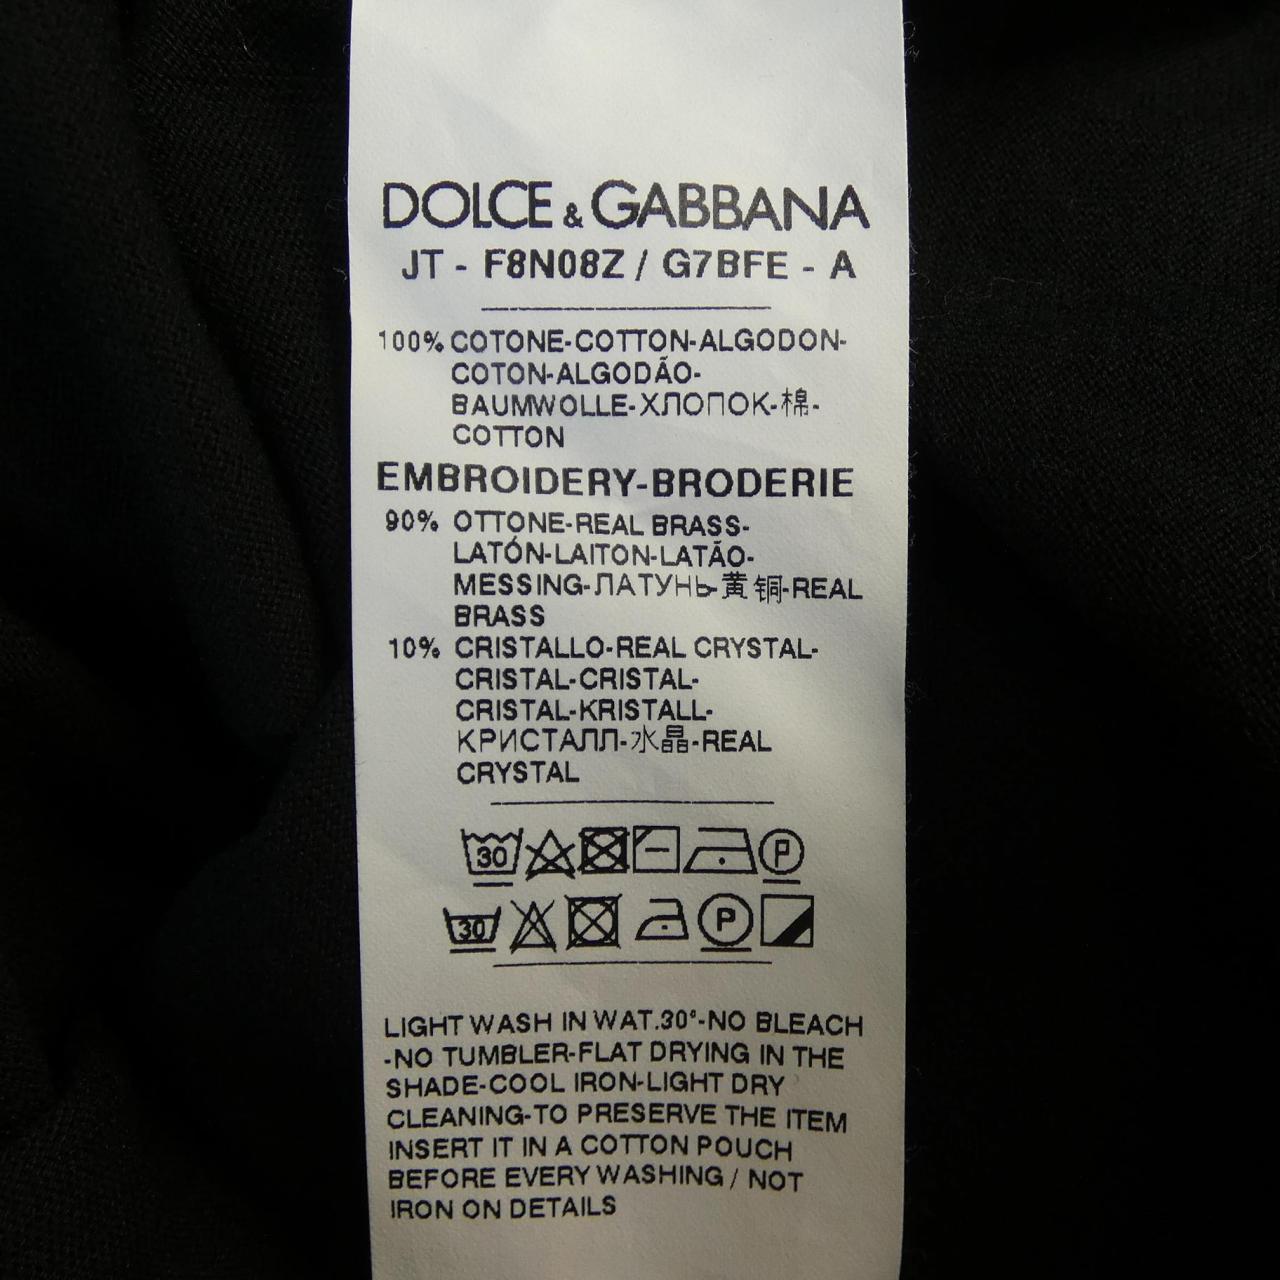 DOLCE & GABBANA
JT - F8N08Z / G7BFE - A
100% COTONE-COTTON-ALGODON-
COTON-ALGODÃO-
BAUMWOLLE-ХЛОПОК-棉-
COTTON
EMBROIDERY-BRODERIE
90% OTTONE-REAL BRASS-
LATÓN-LAITON-LATÃO-
MESSING-ЛАТУНЬ-黄铜-REAL
BRASS
10% CRISTALLO-REAL CRYSTAL-
CRISTAL-CRISTAL-
CRISTAL-KRISTALL-
КРИСТАЛЛ-水晶-REAL
CRYSTAL
30 P
30 P
LIGHT WASH IN WAT.30°-NO BLEACH
-NO TUMBLER-FLAT DRYING IN THE
SHADE-COOL IRON-LIGHT DRY
CLEANING-TO PRESERVE THE ITEM
INSERT IT IN A COTTON POUCH
BEFORE EVERY WASHING / NOT
IRON ON DETAILS